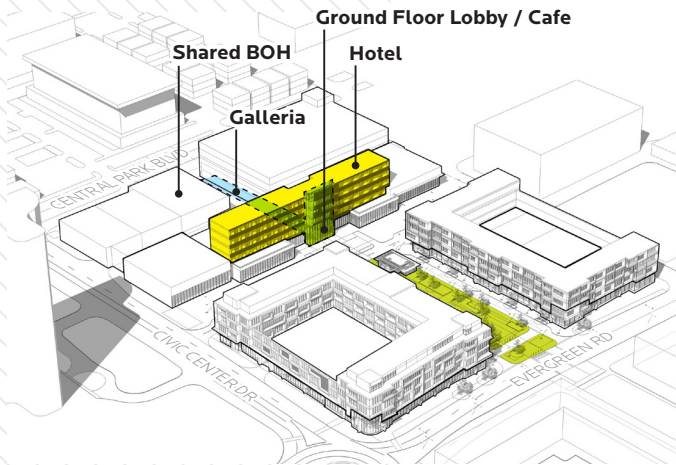 Ground Floor Lobby / Cafe
Shared BOH
Hotel
Galleria
CENTRAL PARK BLVD
CIVIC CENTER DR
EVERGREEN RD